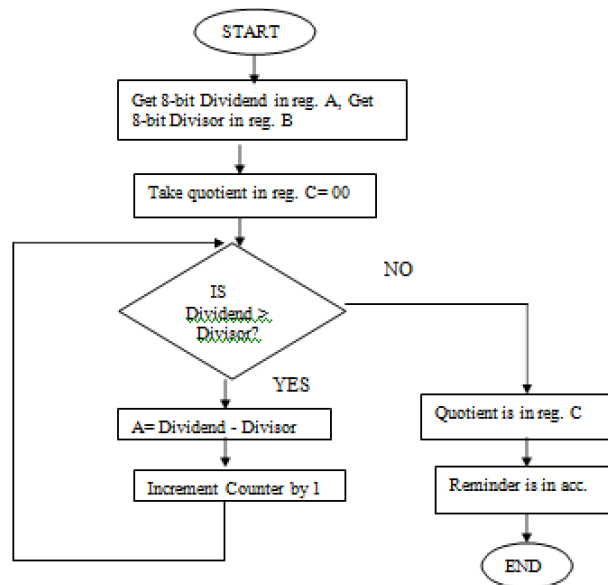 START
Get 8-bit Dividend in reg. A, Get
8-bit Divisor in reg. B
Take quotient in reg. C= 00
IS
Dividend >
Divisor?
NO
YES
A= Dividend - Divisor
Increment Counter by 1
Quotient is in reg. C
Reminder is in acc.
END